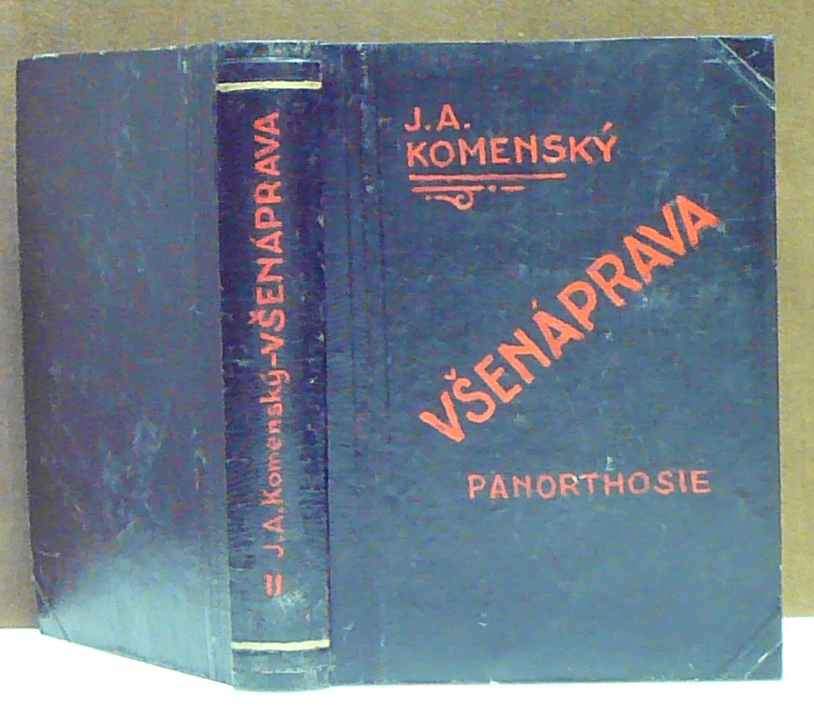 J.A. Komenský-VŠENÁPRAVA
J.A.
KOMENSKÝ
VŠENÁPRAVA
PANORTHOSIE